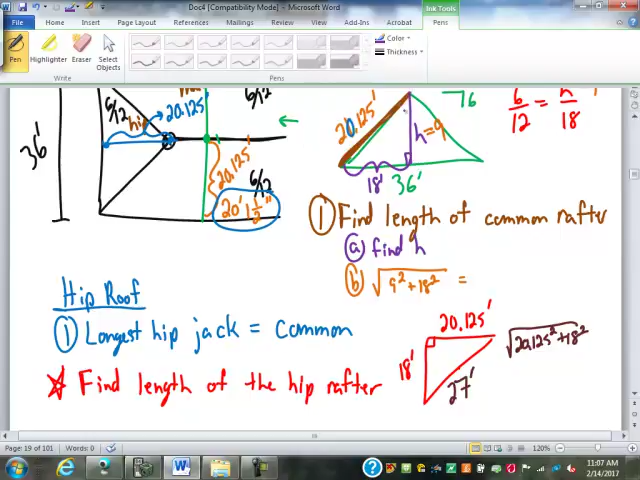 Doc4 [Compatibility Mode] - Microsoft Word
Ink Tools
File Home Insert Page Layout References Mailings Review View Add-Ins Acrobat Pens
Pen Highlighter Eraser Select Objects
Color
Thickness
Write Pens
6/12 20.125'
hip
6/12
36'
20.125'
6/12
20' 1 1/2"
20.125'
h=9
18'
36'
76
6/12 = h/18
① Find length of common rafter
ⓐ find h
ⓑ √9²+18² =
Hip Roof
① Longest hip jack = Common
☆ Find length of the hip rafter
20.125'
18'
27'
√20.125²+18²
Page: 19 of 101 Words: 0 120%
11:07 AM
2/14/2017